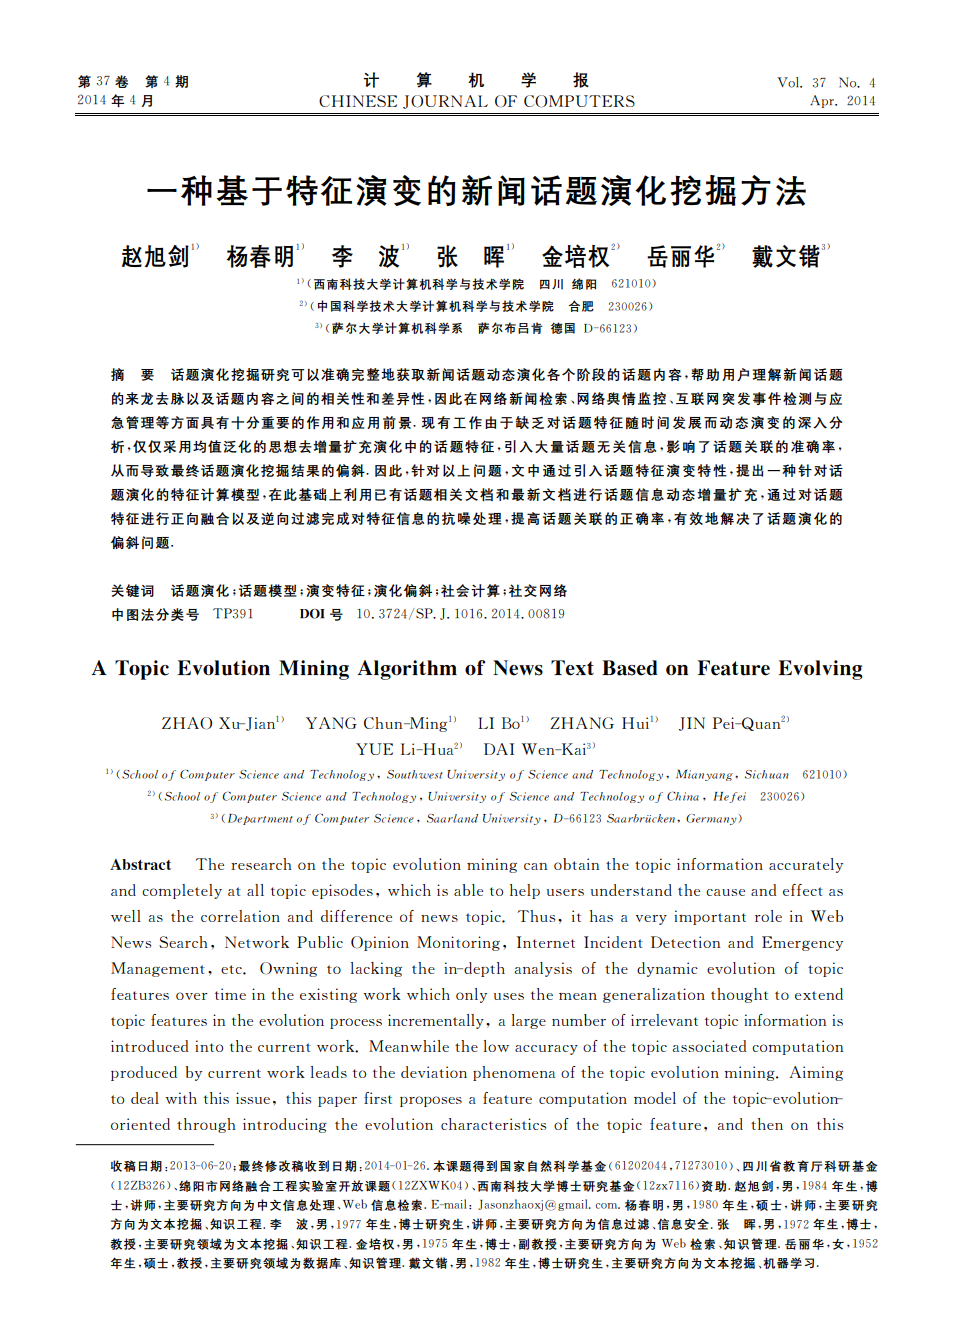 第 37 卷 第 4 期 计 算 机 学 报 Vol. 37 No. 4
2014 年 4 月 CHINESE JOURNAL OF COMPUTERS Apr. 2014
一种基于特征演变的新闻话题演化挖掘方法
赵旭剑1) 杨春明1) 李 波1) 张 晖1) 金培权2) 岳丽华2) 戴文锴3)
1)(西南科技大学计算机科学与技术学院 四川 绵阳 621010)
2)(中国科学技术大学计算机科学与技术学院 合肥 230026)
3)(萨尔大学计算机科学系 萨尔布吕肯 德国 D-66123)
摘 要 话题演化挖掘研究可以准确完整地获取新闻话题动态演化各个阶段的话题内容,帮助用户理解新闻话题
的来龙去脉以及话题内容之间的相关性和差异性,因此在网络新闻检索、网络舆情监控、互联网突发事件检测与应
急管理等方面具有十分重要的作用和应用前景.现有工作由于缺乏对话题特征随时间发展而动态演变的深入分
析,仅仅采用均值泛化的思想去增量扩充演化中的话题特征,引入大量话题无关信息,影响了话题关联的准确率,
从而导致最终话题演化挖掘结果的偏斜.因此,针对以上问题,文中通过引入话题特征演变特性,提出一种针对话
题演化的特征计算模型,在此基础上利用已有话题相关文档和最新文档进行话题信息动态增量扩充,通过对话题
特征进行正向融合以及逆向过滤完成对特征信息的抗噪处理,提高话题关联的正确率,有效地解决了话题演化的
偏斜问题.
关键词 话题演化;话题模型;演变特征;演化偏斜;社会计算;社交网络
中图法分类号 TP391 DOI 号 10.3724/SP.J.1016.2014.00819
A Topic Evolution Mining Algorithm of News Text Based on Feature Evolving
ZHAO Xu-Jian1) YANG Chun-Ming1) LI Bo1) ZHANG Hui1) JIN Pei-Quan2)
YUE Li-Hua2) DAI Wen-Kai3)
1)(School of Computer Science and Technology, Southwest University of Science and Technology, Mianyang, Sichuan 621010)
2)(School of Computer Science and Technology, University of Science and Technology of China, Hefei 230026)
3)(Department of Computer Science, Saarland University, D-66123 Saarbrücken, Germany)
Abstract The research on the topic evolution mining can obtain the topic information accurately
and completely at all topic episodes, which is able to help users understand the cause and effect as
well as the correlation and difference of news topic. Thus, it has a very important role in Web
News Search, Network Public Opinion Monitoring, Internet Incident Detection and Emergency
Management, etc. Owning to lacking the in-depth analysis of the dynamic evolution of topic
features over time in the existing work which only uses the mean generalization thought to extend
topic features in the evolution process incrementally, a large number of irrelevant topic information is
introduced into the current work. Meanwhile the low accuracy of the topic associated computation
produced by current work leads to the deviation phenomena of the topic evolution mining. Aiming
to deal with this issue, this paper first proposes a feature computation model of the topic-evolution-
oriented through introducing the evolution characteristics of the topic feature, and then on this
收稿日期:2013-06-20;最终修改稿收到日期:2014-01-26.本课题得到国家自然科学基金(61202044,71273010)、四川省教育厅科研基金
(12ZB326)、绵阳市网络融合工程实验室开放课题(12ZXWK04)、西南科技大学博士研究基金(12zx7116)资助.赵旭剑,男,1984 年生,博
士,讲师,主要研究方向为中文信息处理、Web 信息检索.E-mail: Jasonzhaoxj@gmail.com.杨春明,男,1980 年生,硕士,讲师,主要研究
方向为文本挖掘、知识工程.李 波,男,1977 年生,博士研究生,讲师,主要研究方向为信息过滤、信息安全.张 晖,男,1972 年生,博士,
教授,主要研究领域为文本挖掘、知识工程.金培权,男,1975 年生,博士,副教授,主要研究方向为 Web 检索、知识管理.岳丽华,女,1952
年生,硕士,教授,主要研究领域为数据库、知识管理.戴文锴,男,1982 年生,博士研究生,主要研究方向为文本挖掘、机器学习.